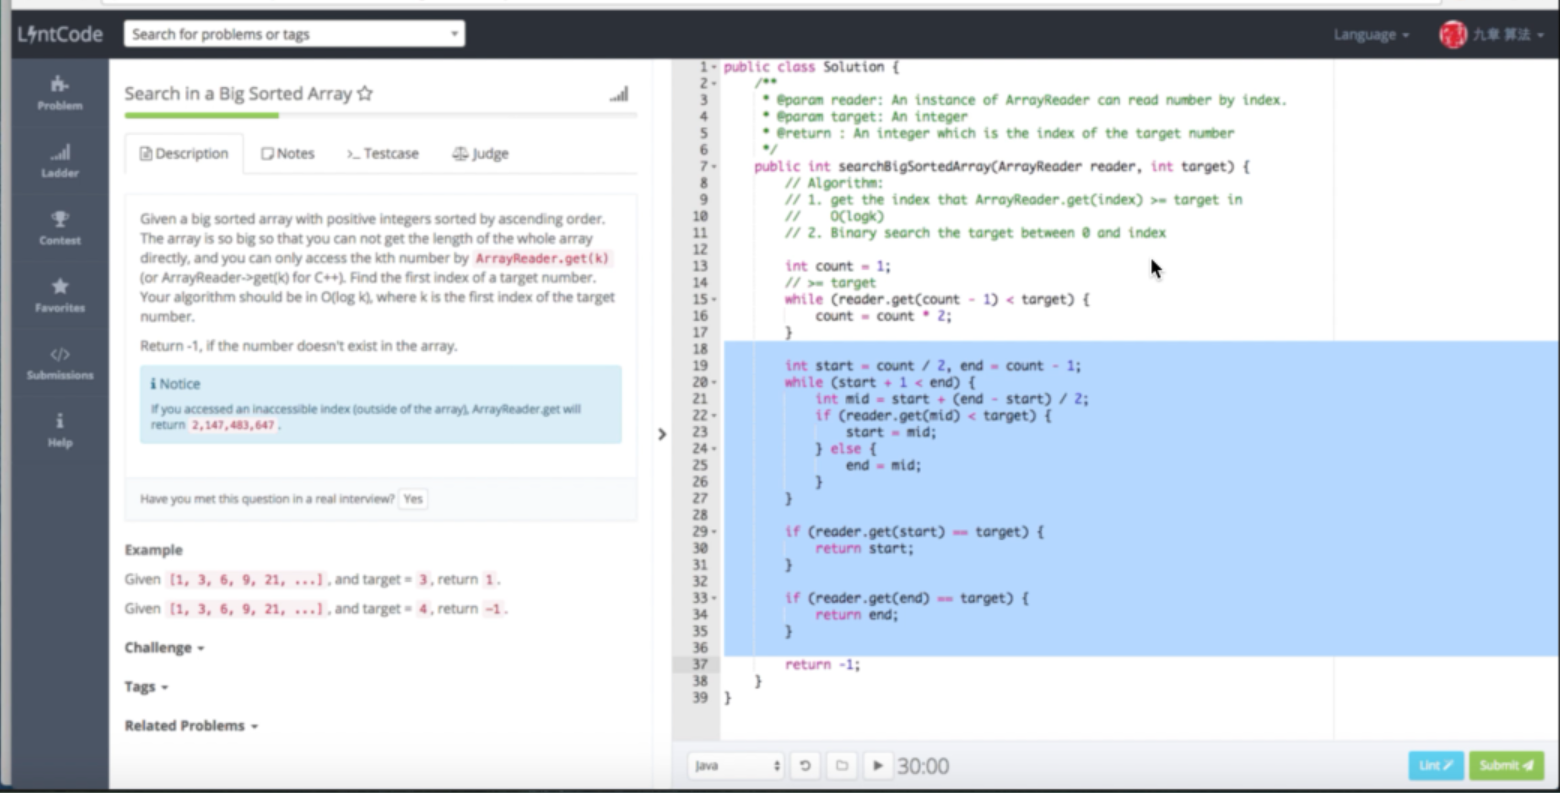 LintCode
Search for problems or tags
Language
九章 算法
Problem
Ladder
Contest
Favorites
Submissions
Help
Search in a Big Sorted Array
Description
Notes
Testcase
Judge
Given a big sorted array with positive integers sorted by ascending order.
The array is so big so that you can not get the length of the whole array
directly, and you can only access the kth number by ArrayReader.get(k)
(or ArrayReader->get(k) for C++). Find the first index of a target number.
Your algorithm should be in O(log k), where k is the first index of the target
number.
Return -1, if the number doesn't exist in the array.
Notice
If you accessed an inaccessible index (outside of the array), ArrayReader.get will
return 2,147,483,647.
Have you met this question in a real interview? Yes
Example
Given [1, 3, 6, 9, 21, ...], and target = 3, return 1.
Given [1, 3, 6, 9, 21, ...], and target = 4, return -1.
Challenge
Tags
Related Problems
1 public class Solution {
2 /**
3 * @param reader: An instance of ArrayReader can read number by index.
4 * @param target: An integer
5 * @return : An integer which is the index of the target number
6 */
7 public int searchBigSortedArray(ArrayReader reader, int target) {
8 // Algorithm:
9 // 1. get the index that ArrayReader.get(index) >= target in
10 // O(logk)
11 // 2. Binary search the target between 0 and index
12
13 int count = 1;
14 // >= target
15 while (reader.get(count - 1) < target) {
16 count = count * 2;
17 }
18
19 int start = count / 2, end = count - 1;
20 while (start + 1 < end) {
21 int mid = start + (end - start) / 2;
22 if (reader.get(mid) < target) {
23 start = mid;
24 } else {
25 end = mid;
26 }
27 }
28
29 if (reader.get(start) == target) {
30 return start;
31 }
32
33 if (reader.get(end) == target) {
34 return end;
35 }
36
37 return -1;
38 }
39 }
Java
30:00
Lint
Submit